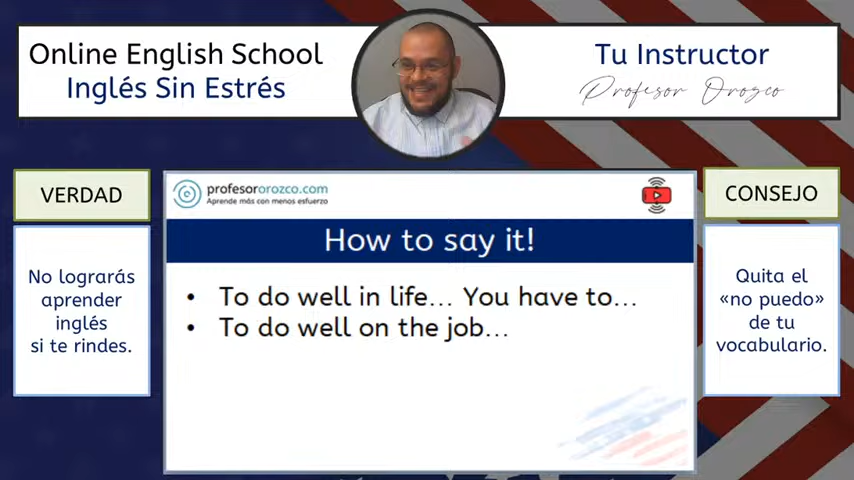 Online English School
Inglés Sin Estrés
Tu Instructor
Profesor Orozco
VERDAD
No lograrás
aprender
inglés
si te rindes.
profesororozco.com
Aprende más con menos esfuerzo
How to say it!
• To do well in life... You have to...
• To do well on the job...
CONSEJO
Quita el
«no puedo»
de tu
vocabulario.